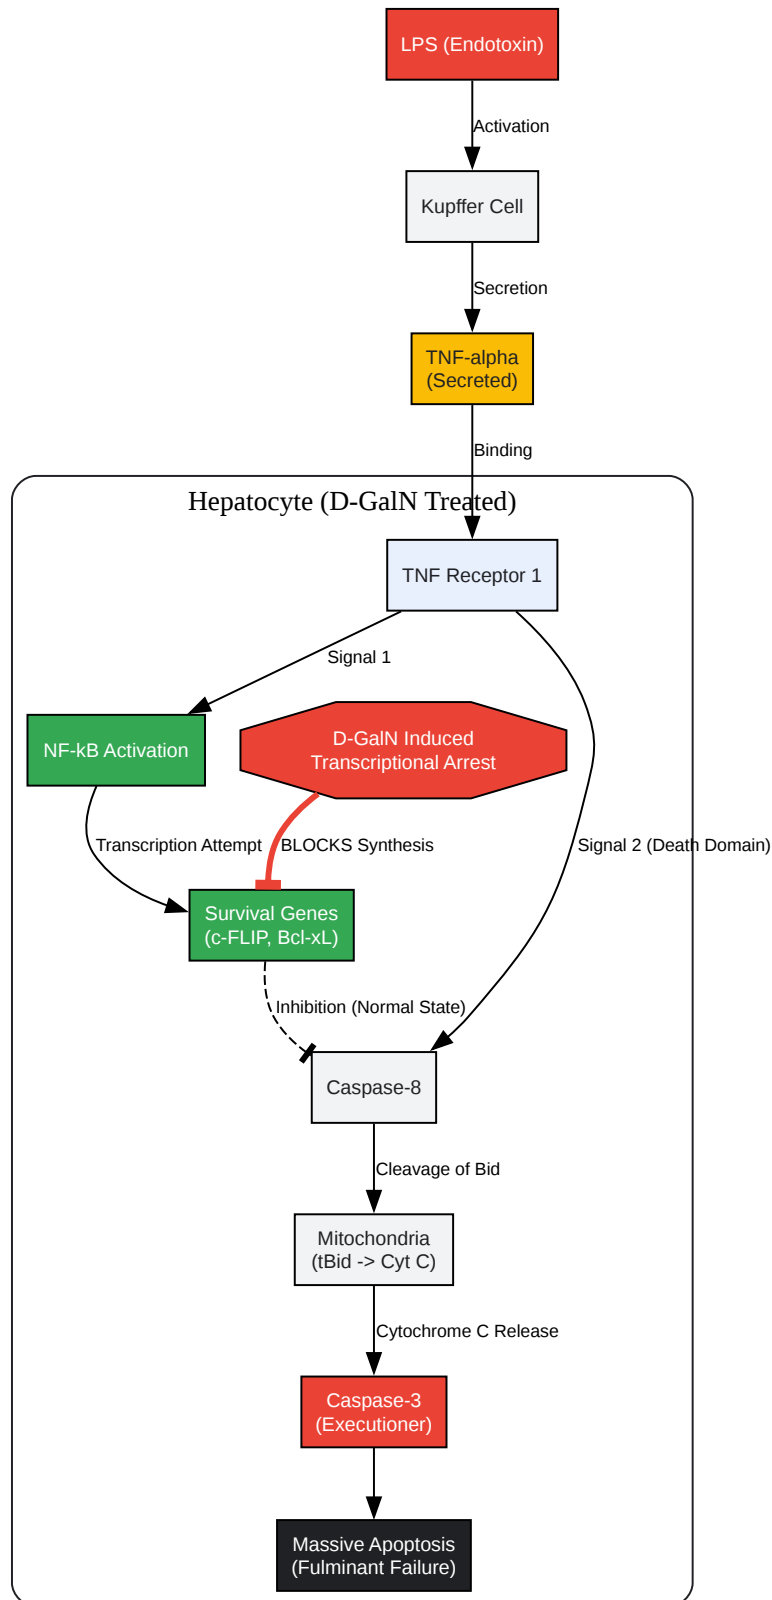 LPS (Endotoxin)
Activation
Kupffer Cell
Secretion
TNF-alpha
(Secreted)
Binding
Hepatocyte (D-GalN Treated)
TNF Receptor 1
Signal 1
NF-kB Activation
D-GalN Induced
Transcriptional Arrest
Transcription Attempt
BLOCKS Synthesis
Signal 2 (Death Domain)
Survival Genes
(c-FLIP, Bcl-xL)
Inhibition (Normal State)
Caspase-8
Cleavage of Bid
Mitochondria
(tBid -> Cyt C)
Cytochrome C Release
Caspase-3
(Executioner)
Massive Apoptosis
(Fulminant Failure)